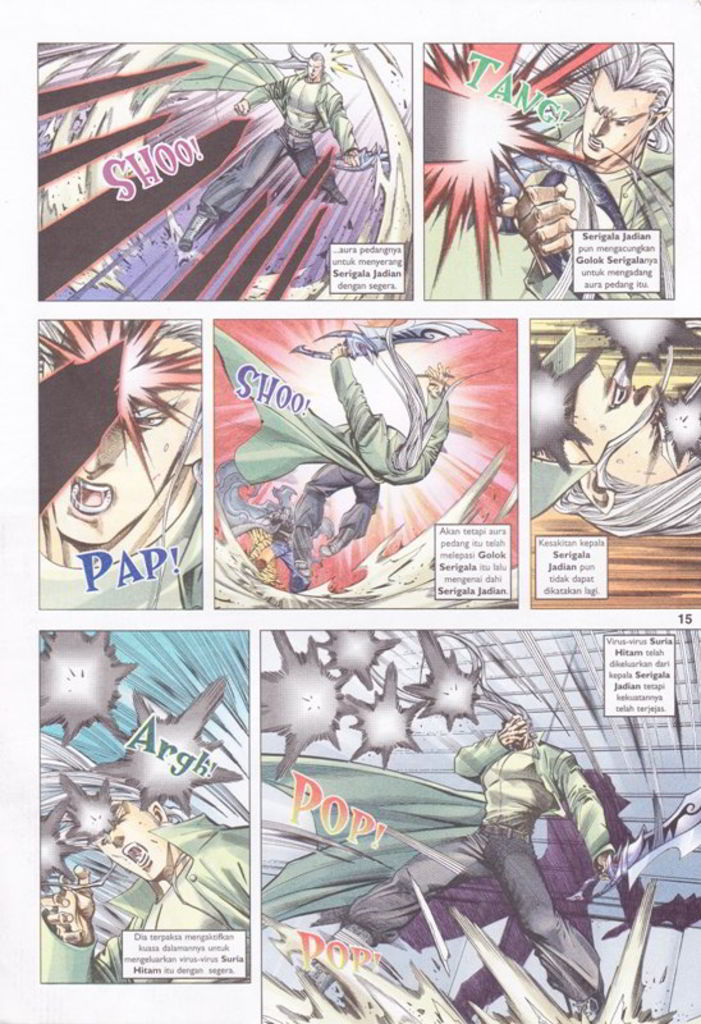 SHOO!
...aura pedangnya
untuk menyerang
Serigala Jadian
dengan segera.
TANG!
Serigala Jadian
pun mengacungkan
Golok Serigalanya
untuk mengadang
aura pedang itu.
PAP!
SHOO!
Akan tetapi aura
pedang itu telah
melepasi Golok
Serigala itu lalu
mengenai dahi
Serigala Jadian.
Kesakitan kepala
Serigala
Jadian pun
tidak dapat
dikatakan lagi.
15
Argh!
Dia terpaksa mengaktifkan
kuasa dalamannya untuk
mengeluarkan virus-virus Suria
Hitam itu dengan segera.
Virus-virus Suria
Hitam telah
dikeluarkan dari
kepala Serigala
Jadian tetapi
kekuatannya
telah terjejas.
POP!
POP!